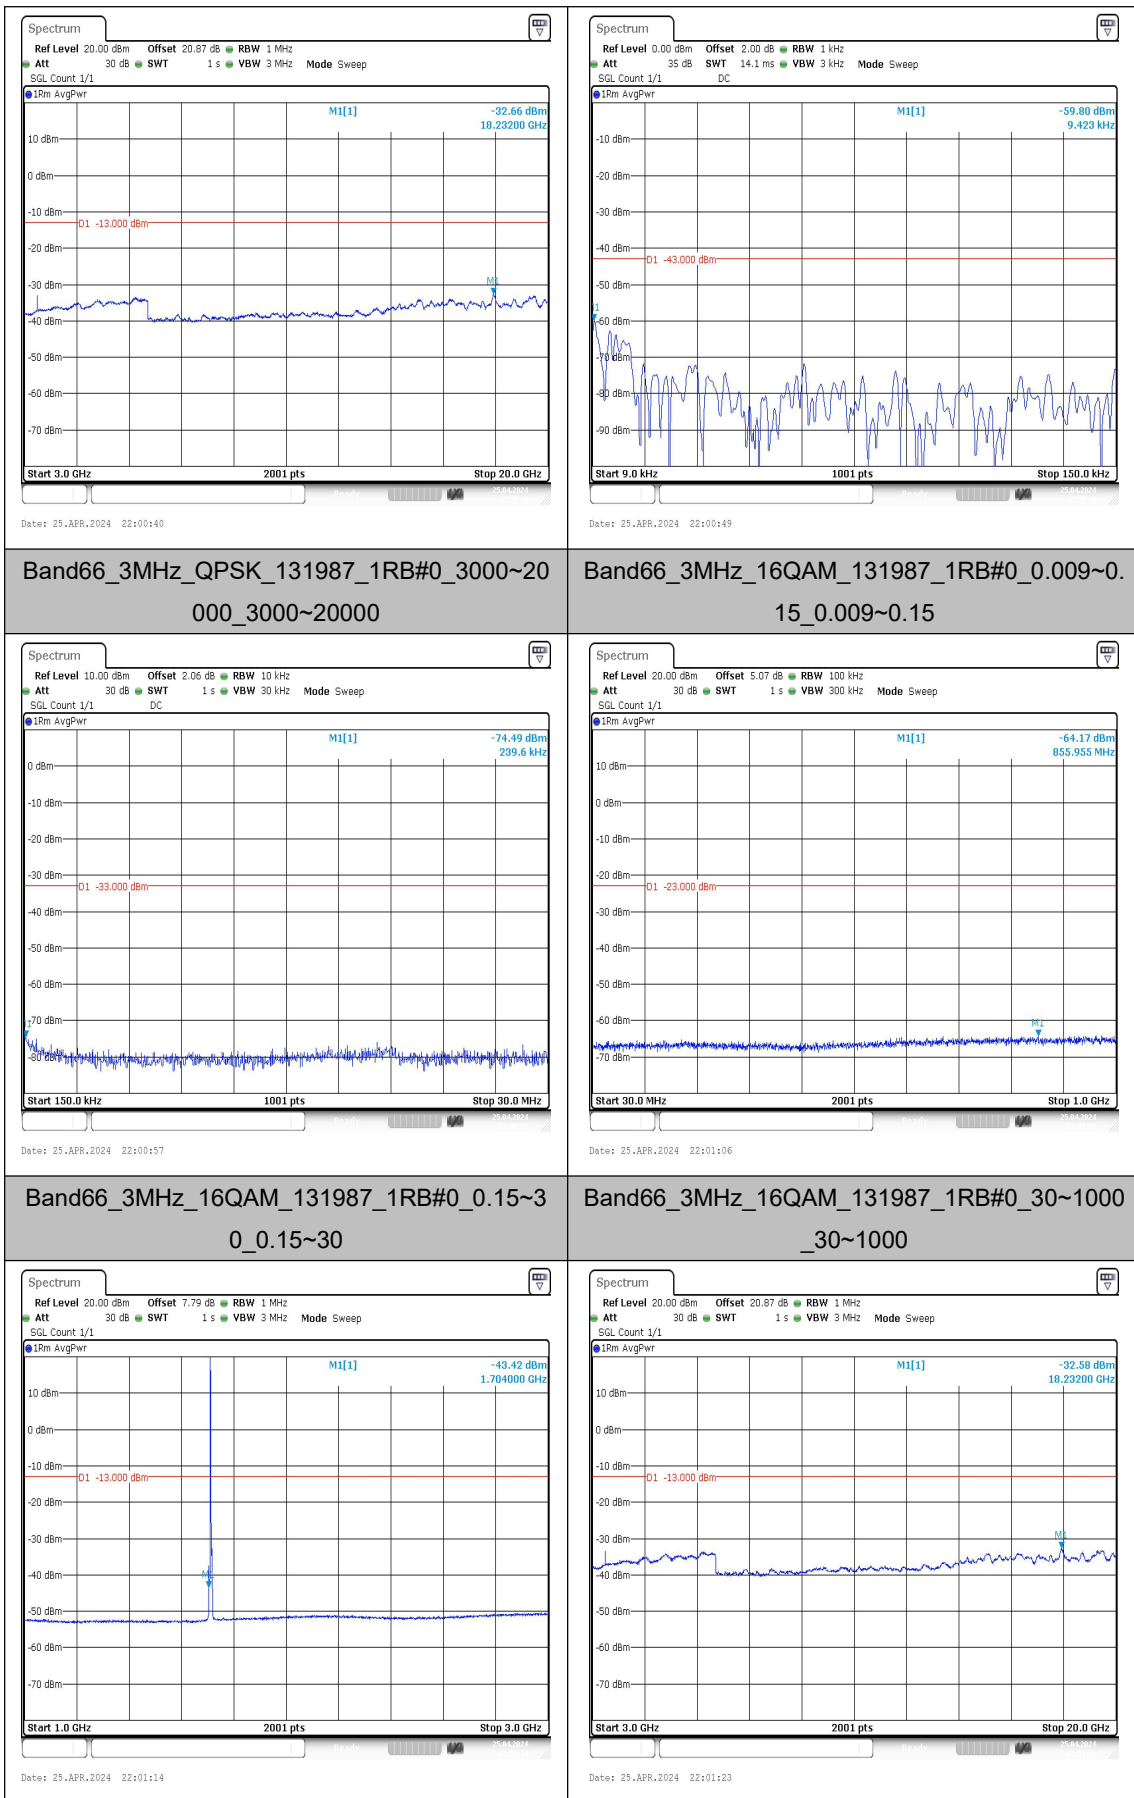 Spectrum
Ref Level 20.00 dBm Offset 20.87 dB RBW 1 MHz
Att 30 dB SWT 1 s VBW 3 MHz Mode Sweep
SGL Count 1/1
1Rm AvgPwr
M1[1] -32.66 dBm
18.23200 GHz
10 dBm
0 dBm
-10 dBm
D1 -13.000 dBm
-20 dBm
M1
-30 dBm
-40 dBm
-50 dBm
-60 dBm
-70 dBm
Start 3.0 GHz 2001 pts Stop 20.0 GHz
25.04.2024
Date: 25.APR.2024 22:00:40
Spectrum
Ref Level 0.00 dBm Offset 2.00 dB RBW 1 kHz
Att 35 dB SWT 14.1 ms VBW 3 kHz Mode Sweep
SGL Count 1/1 DC
1Rm AvgPwr
M1[1] -59.80 dBm
9.423 kHz
-10 dBm
-20 dBm
-30 dBm
-40 dBm
D1 -43.000 dBm
-50 dBm
-60 dBm
-70 dBm
-80 dBm
-90 dBm
Start 9.0 kHz 1001 pts Stop 150.0 kHz
25.04.2024
Date: 25.APR.2024 22:00:49
Band66_3MHz_QPSK_131987_1RB#0_3000~20
000_3000~20000
Band66_3MHz_16QAM_131987_1RB#0_0.009~0.
15_0.009~0.15
Spectrum
Ref Level 10.00 dBm Offset 2.06 dB RBW 10 kHz
Att 30 dB SWT 1 s VBW 30 kHz Mode Sweep
SGL Count 1/1 DC
1Rm AvgPwr
M1[1] -74.49 dBm
239.6 kHz
0 dBm
-10 dBm
-20 dBm
-30 dBm
D1 -33.000 dBm
-40 dBm
-50 dBm
-60 dBm
-70 dBm
-80 dBm
Start 150.0 kHz 1001 pts Stop 30.0 MHz
25.04.2024
Date: 25.APR.2024 22:00:57
Spectrum
Ref Level 20.00 dBm Offset 5.07 dB RBW 100 kHz
Att 30 dB SWT 1 s VBW 300 kHz Mode Sweep
SGL Count 1/1
1Rm AvgPwr
M1[1] -64.17 dBm
855.955 MHz
10 dBm
0 dBm
-10 dBm
-20 dBm
D1 -23.000 dBm
-30 dBm
-40 dBm
-50 dBm
-60 dBm
M1
-70 dBm
Start 30.0 MHz 2001 pts Stop 1.0 GHz
25.04.2024
Date: 25.APR.2024 22:01:06
Band66_3MHz_16QAM_131987_1RB#0_0.15~3
0_0.15~30
Band66_3MHz_16QAM_131987_1RB#0_30~1000
_30~1000
Spectrum
Ref Level 20.00 dBm Offset 7.79 dB RBW 1 MHz
Att 30 dB SWT 1 s VBW 3 MHz Mode Sweep
SGL Count 1/1
1Rm AvgPwr
M1[1] -43.42 dBm
1.704000 GHz
10 dBm
0 dBm
-10 dBm
D1 -13.000 dBm
-20 dBm
-30 dBm
-40 dBm
-50 dBm
-60 dBm
-70 dBm
Start 1.0 GHz 2001 pts Stop 3.0 GHz
25.04.2024
Date: 25.APR.2024 22:01:14
Spectrum
Ref Level 20.00 dBm Offset 20.87 dB RBW 1 MHz
Att 30 dB SWT 1 s VBW 3 MHz Mode Sweep
SGL Count 1/1
1Rm AvgPwr
M1[1] -32.58 dBm
18.23200 GHz
10 dBm
0 dBm
-10 dBm
D1 -13.000 dBm
-20 dBm
-30 dBm
M1
-40 dBm
-50 dBm
-60 dBm
-70 dBm
Start 3.0 GHz 2001 pts Stop 20.0 GHz
25.04.2024
Date: 25.APR.2024 22:01:23